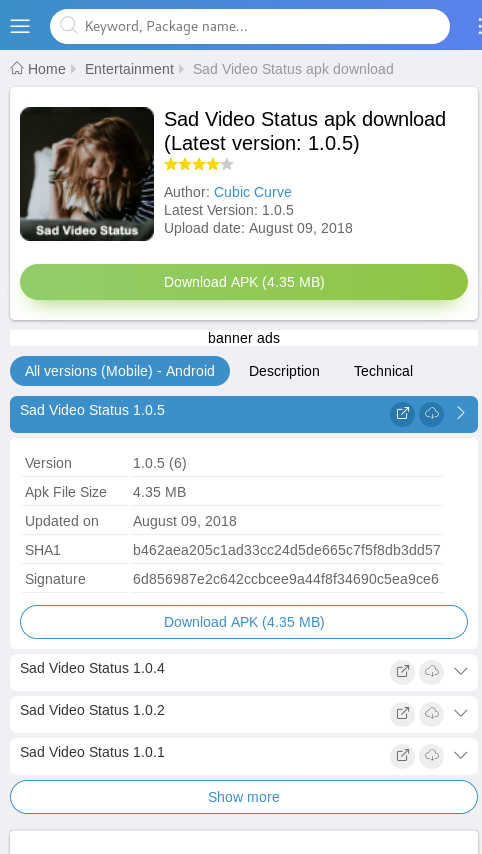 Keyword, Package name...
Home Entertainment Sad Video Status apk download
Sad Video Status
Sad Video Status apk download
(Latest version: 1.0.5)
Author: Cubic Curve
Latest Version: 1.0.5
Upload date: August 09, 2018
Download APK (4.35 MB)
banner ads
All versions (Mobile) - Android Description Technical
Sad Video Status 1.0.5
Version 1.0.5 (6)
Apk File Size 4.35 MB
Updated on August 09, 2018
SHA1 b462aea205c1ad33cc24d5de665c7f5f8db3dd57
Signature 6d856987e2c642ccbcee9a44f8f34690c5ea9ce6
Download APK (4.35 MB)
Sad Video Status 1.0.4
Sad Video Status 1.0.2
Sad Video Status 1.0.1
Show more